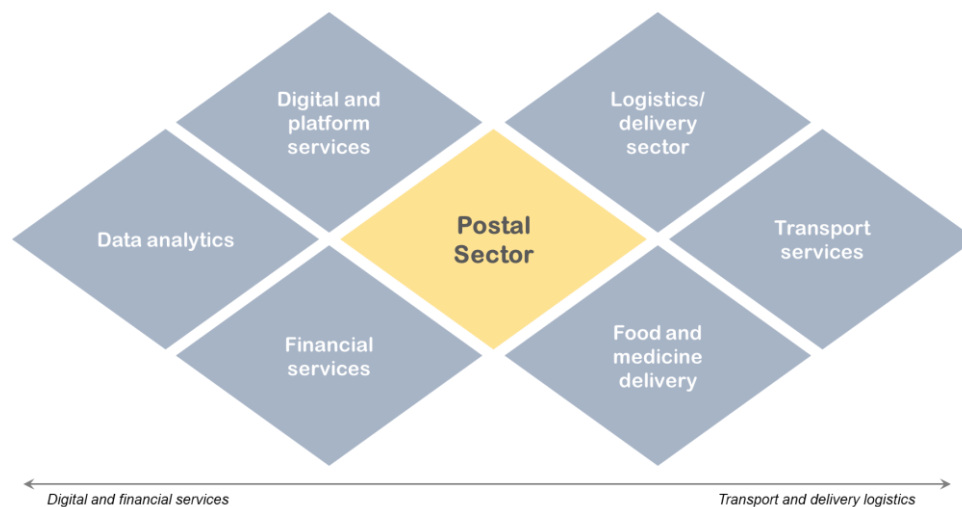 Digital and
platform
services
Logistics/
delivery
sector
Data analytics
Postal
Sector
Transport
services
Financial
services
Food and
medicine
delivery
Digital and financial services
Transport and delivery logistics